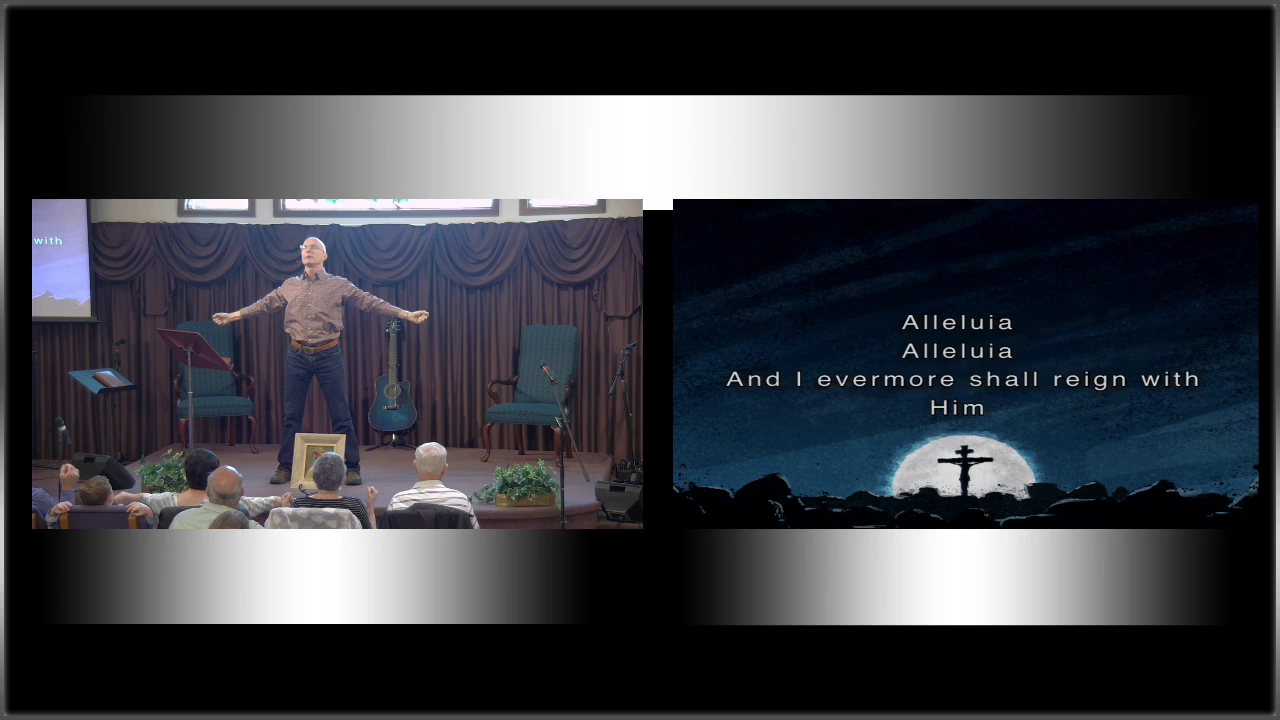 with
Alleluia
Alleluia
And I evermore shall reign with
Him